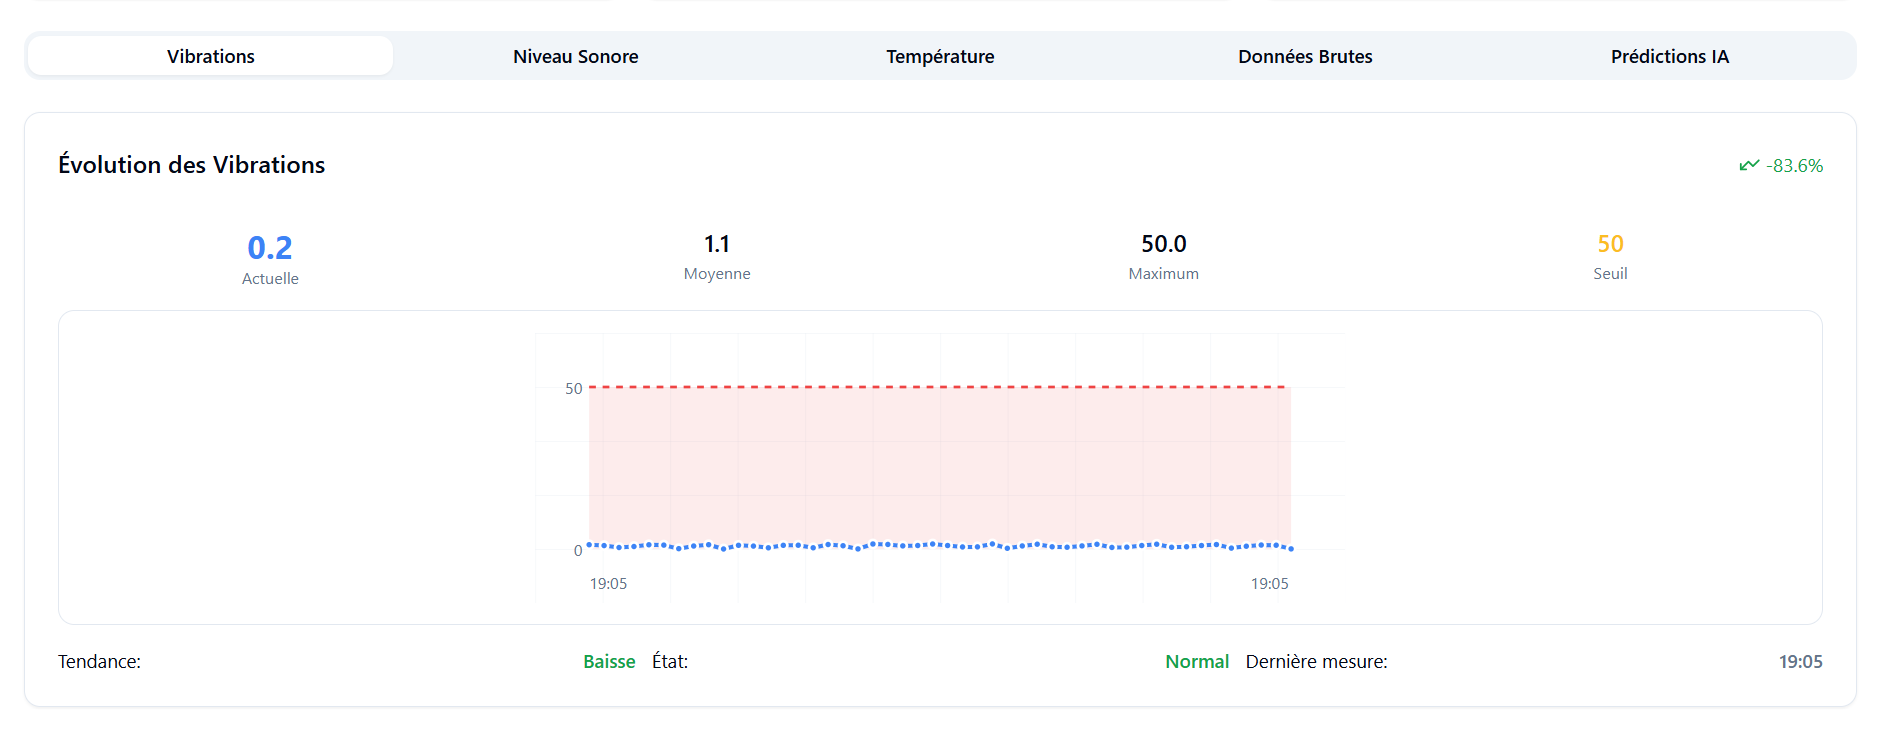 Vibrations
Niveau Sonore
Température
Données Brutes
Prédictions IA
Évolution des Vibrations
-83.6%
0.2
Actuelle
1.1
Moyenne
50.0
Maximum
50
Seuil
50
0
19:05
19:05
Tendance:
Baisse
État:
Normal
Dernière mesure:
19:05